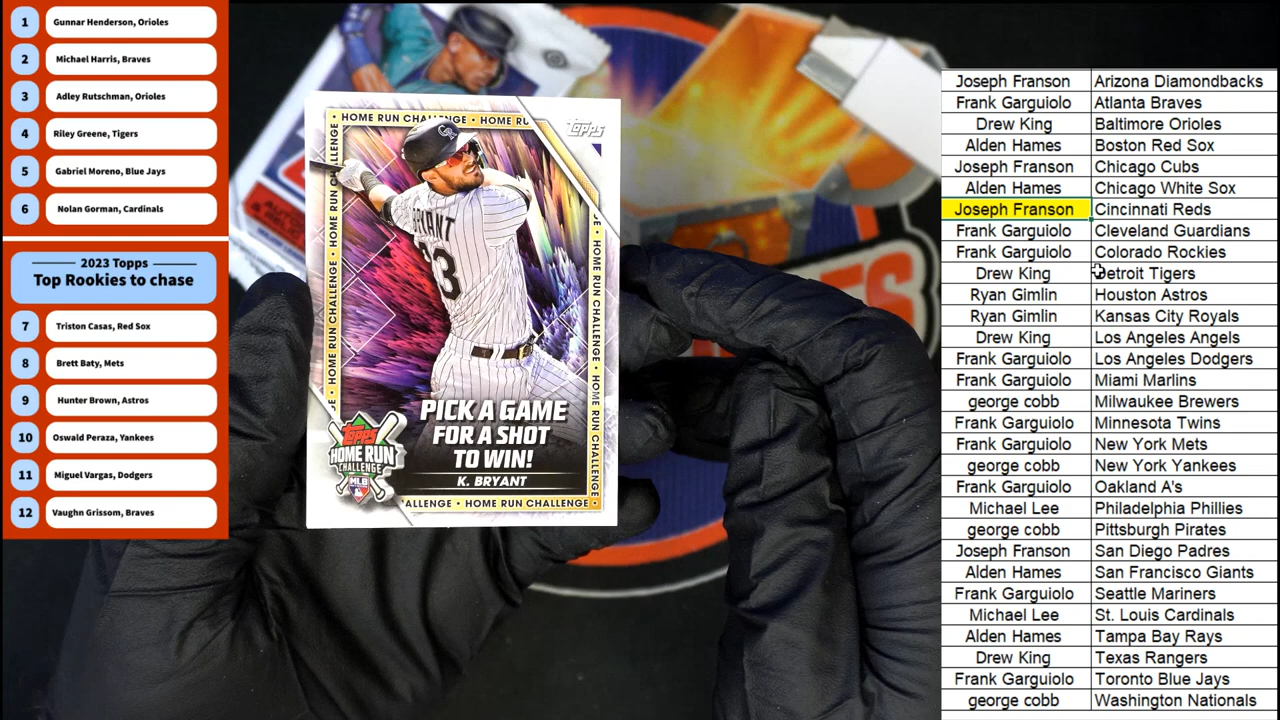 1 Gunnar Henderson, Orioles
2 Michael Harris, Braves
3 Adley Rutschman, Orioles
4 Riley Greene, Tigers
5 Gabriel Moreno, Blue Jays
6 Nolan Gorman, Cardinals
2023 Topps
Top Rookies to chase
7 Triston Casas, Red Sox
8 Brett Baty, Mets
9 Hunter Brown, Astros
10 Oswald Peraza, Yankees
11 Miguel Vargas, Dodgers
12 Vaughn Grissom, Braves
HOME RUN CHALLENGE • HOME RU
Topps
HOME RUN CHALLENGE
HOME RUN CHALLENGE
BRYANT
PICK A GAME
FOR A SHOT
TO WIN!
K. BRYANT
Topps
HOME RUN
CHALLENGE
MLB
ALLENGE • HOME RUN CHALLENGE •
Joseph Franson Arizona Diamondbacks
Frank Garguiolo Atlanta Braves
Drew King Baltimore Orioles
Alden Hames Boston Red Sox
Joseph Franson Chicago Cubs
Alden Hames Chicago White Sox
Joseph Franson Cincinnati Reds
Frank Garguiolo Cleveland Guardians
Frank Garguiolo Colorado Rockies
Drew King Detroit Tigers
Ryan Gimlin Houston Astros
Ryan Gimlin Kansas City Royals
Drew King Los Angeles Angels
Frank Garguiolo Los Angeles Dodgers
Frank Garguiolo Miami Marlins
george cobb Milwaukee Brewers
Frank Garguiolo Minnesota Twins
Frank Garguiolo New York Mets
george cobb New York Yankees
Frank Garguiolo Oakland A's
Michael Lee Philadelphia Phillies
george cobb Pittsburgh Pirates
Joseph Franson San Diego Padres
Alden Hames San Francisco Giants
Frank Garguiolo Seattle Mariners
Michael Lee St. Louis Cardinals
Alden Hames Tampa Bay Rays
Drew King Texas Rangers
Frank Garguiolo Toronto Blue Jays
george cobb Washington Nationals